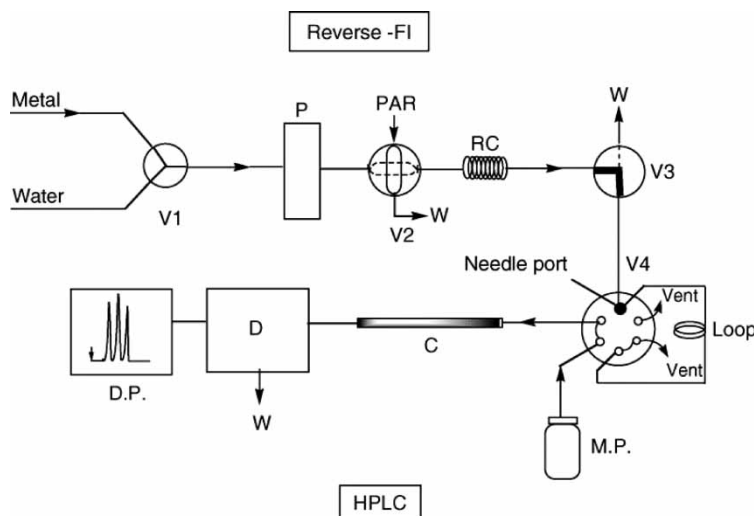 Reverse -FI
Metal
P
PAR
RC
W
V3
Water
V1
V2
W
V4
Needle port
Vent
Loop
Vent
D
C
D.P.
W
M.P.
HPLC